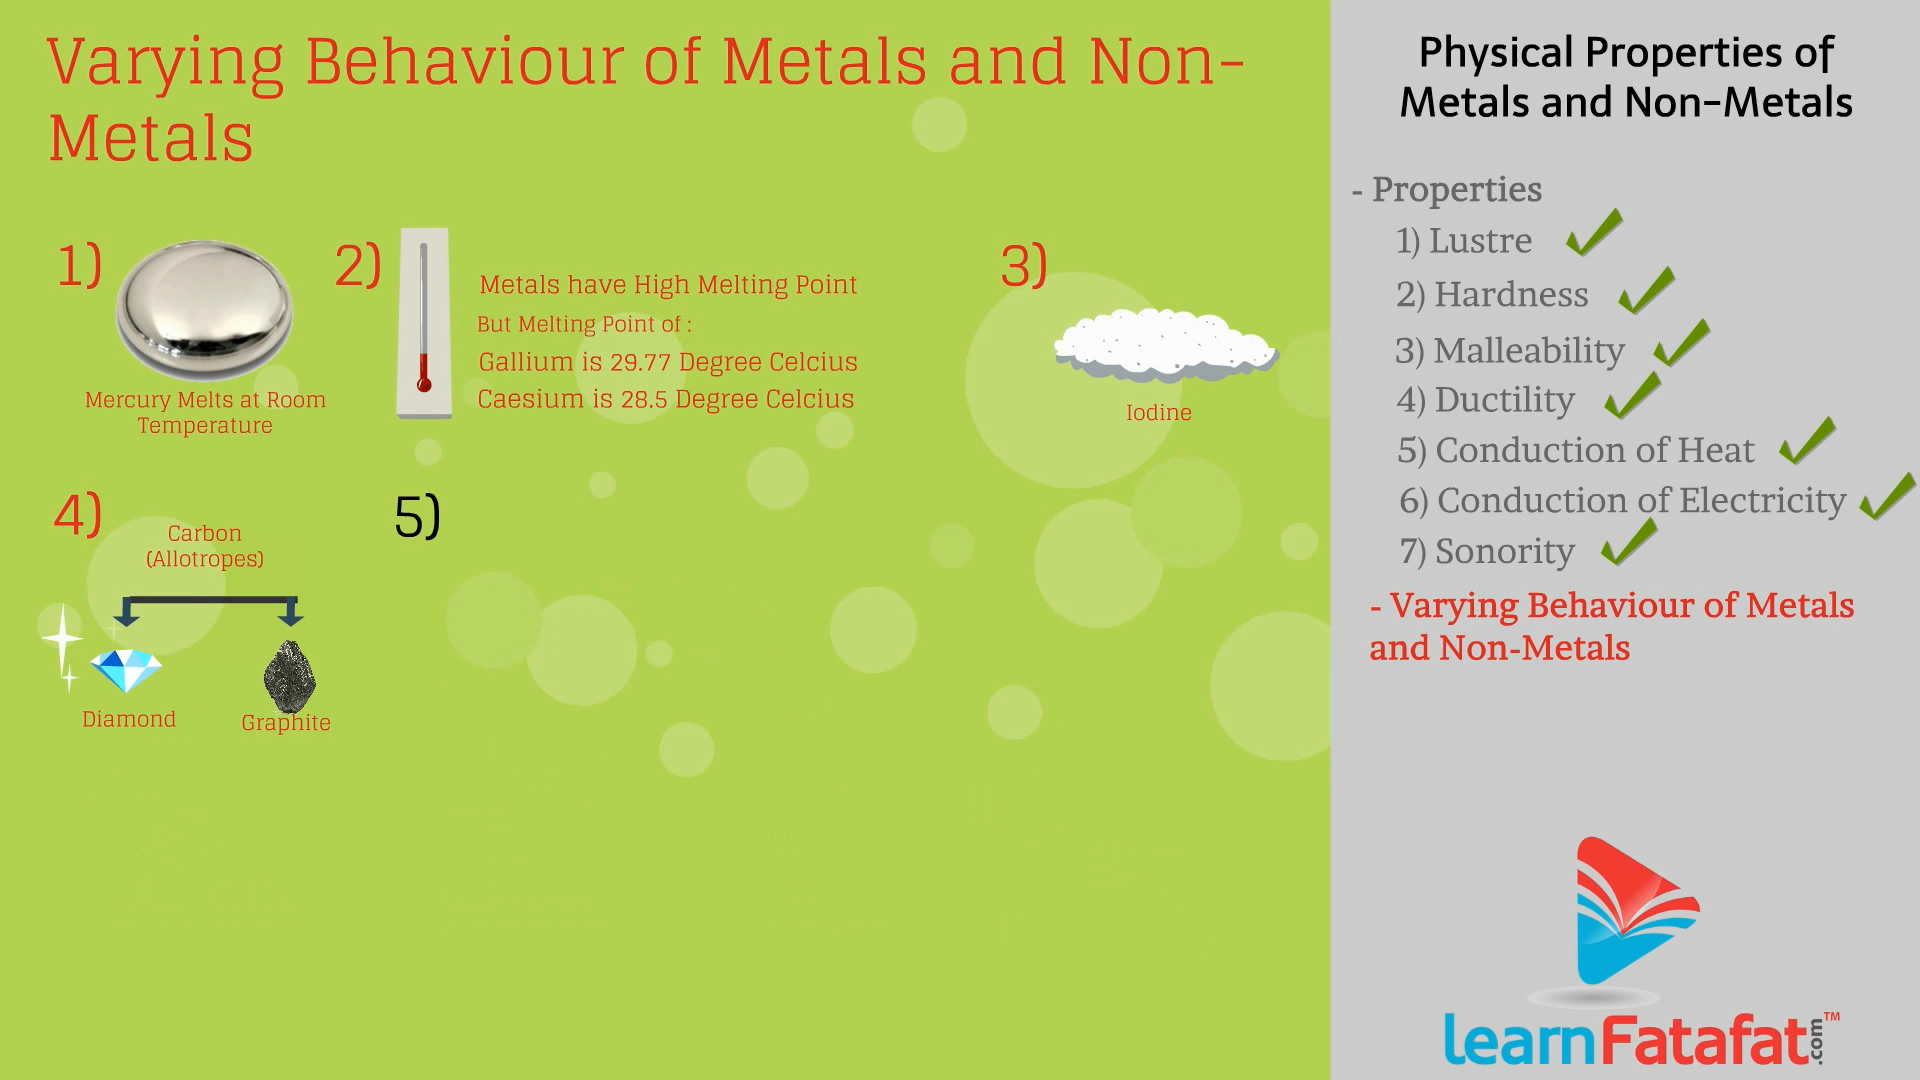 Varying Behaviour of Metals and Non-
Metals
1)
Mercury Melts at Room
Temperature
2)
Metals have High Melting Point
But Melting Point of :
Gallium is 29.77 Degree Celcius
Caesium is 28.5 Degree Celcius
3)
Iodine
4)
Carbon
(Allotropes)
Diamond
Graphite
5)
Physical Properties of
Metals and Non-Metals
- Properties
1) Lustre
2) Hardness
3) Malleability
4) Ductility
5) Conduction of Heat
6) Conduction of Electricity
7) Sonority
- Varying Behaviour of Metals
and Non-Metals
learnFatafat.com™